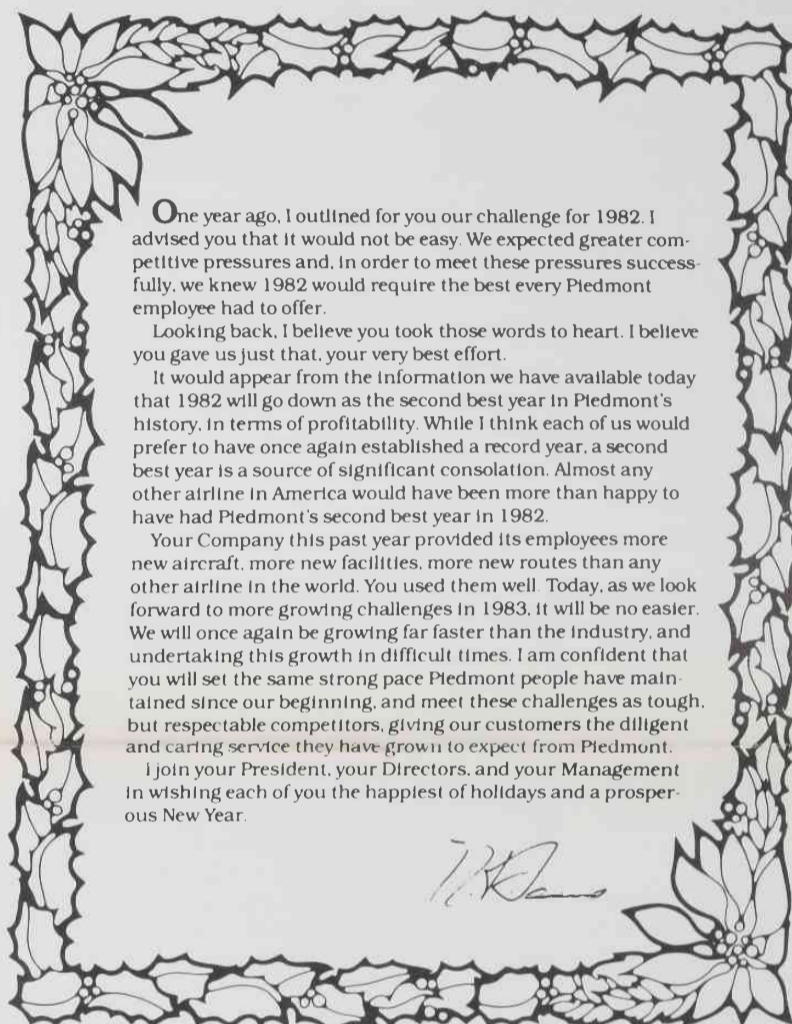 One year ago, I outlined for you our challenge for 1982. I
advised you that it would not be easy. We expected greater com-
petitive pressures and, in order to meet these pressures success-
fully, we knew 1982 would require the best every Piedmont
employee had to offer.
Looking back, I believe you took those words to heart. I believe
you gave us just that, your very best effort.
It would appear from the information we have available today
that 1982 will go down as the second best year in Piedmont's
history, in terms of profitability. While I think each of us would
prefer to have once again established a record year, a second
best year is a source of significant consolation. Almost any
other airline in America would have been more than happy to
have had Piedmont's second best year in 1982.
Your Company this past year provided its employees more
new aircraft, more new facilities, more new routes than any
other airline in the world. You used them well. Today, as we look
forward to more growing challenges in 1983, it will be no easier.
We will once again be growing far faster than the industry, and
undertaking this growth in difficult times. I am confident that
you will set the same strong pace Piedmont people have main-
tained since our beginning, and meet these challenges as tough,
but respectable competitors, giving our customers the diligent
and caring service they have grown to expect from Piedmont.
I join your President, your Directors, and your Management
in wishing each of you the happiest of holidays and a prosper-
ous New Year.